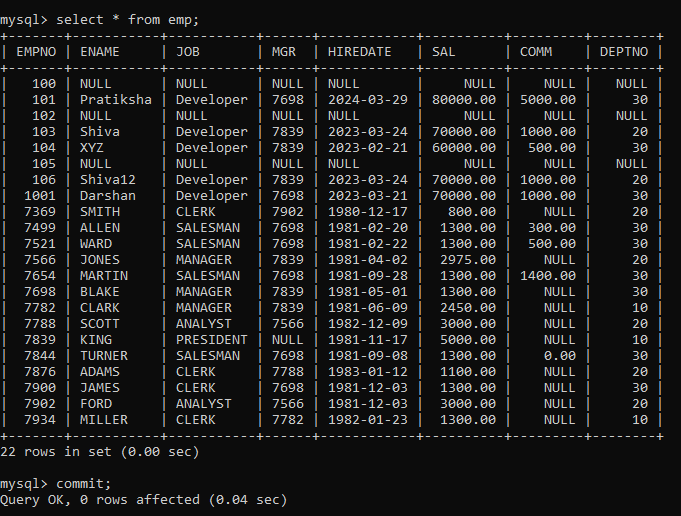 mysql> select * from emp;
+-------+-----------+-----------+------+------------+----------+---------+--------+
| EMPNO | ENAME     | JOB       | MGR  | HIREDATE   | SAL      | COMM    | DEPTNO |
+-------+-----------+-----------+------+------------+----------+---------+--------+
|   100 | NULL      | NULL      | NULL | NULL       |     NULL |    NULL |   NULL |
|   101 | Pratiksha | Developer | 7698 | 2024-03-29 | 80000.00 | 5000.00 |     30 |
|   102 | NULL      | NULL      | NULL | NULL       |     NULL |    NULL |   NULL |
|   103 | Shiva     | Developer | 7839 | 2023-03-24 | 70000.00 | 1000.00 |     20 |
|   104 | XYZ       | Developer | 7839 | 2023-02-21 | 60000.00 |  500.00 |     30 |
|   105 | NULL      | NULL      | NULL | NULL       |     NULL |    NULL |   NULL |
|   106 | Shiva12   | Developer | 7839 | 2023-03-24 | 70000.00 | 1000.00 |     20 |
|  1001 | Darshan   | Developer | 7698 | 2023-03-21 | 70000.00 | 1000.00 |     30 |
|  7369 | SMITH     | CLERK     | 7902 | 1980-12-17 |   800.00 |    NULL |     20 |
|  7499 | ALLEN     | SALESMAN  | 7698 | 1981-02-20 |  1300.00 |  300.00 |     30 |
|  7521 | WARD      | SALESMAN  | 7698 | 1981-02-22 |  1300.00 |  500.00 |     30 |
|  7566 | JONES     | MANAGER   | 7839 | 1981-04-02 |  2975.00 |    NULL |     20 |
|  7654 | MARTIN    | SALESMAN  | 7698 | 1981-09-28 |  1300.00 | 1400.00 |     30 |
|  7698 | BLAKE     | MANAGER   | 7839 | 1981-05-01 |  1300.00 |    NULL |     30 |
|  7782 | CLARK     | MANAGER   | 7839 | 1981-06-09 |  2450.00 |    NULL |     10 |
|  7788 | SCOTT     | ANALYST   | 7566 | 1982-12-09 |  3000.00 |    NULL |     20 |
|  7839 | KING      | PRESIDENT | NULL | 1981-11-17 |  5000.00 |    NULL |     10 |
|  7844 | TURNER    | SALESMAN  | 7698 | 1981-09-08 |  1300.00 |    0.00 |     30 |
|  7876 | ADAMS     | CLERK     | 7788 | 1983-01-12 |  1100.00 |    NULL |     20 |
|  7900 | JAMES     | CLERK     | 7698 | 1981-12-03 |  1300.00 |    NULL |     30 |
|  7902 | FORD      | ANALYST   | 7566 | 1981-12-03 |  3000.00 |    NULL |     20 |
|  7934 | MILLER    | CLERK     | 7782 | 1982-01-23 |  1300.00 |    NULL |     10 |
+-------+-----------+-----------+------+------------+----------+---------+--------+
22 rows in set (0.00 sec)
mysql> commit;
Query OK, 0 rows affected (0.04 sec)